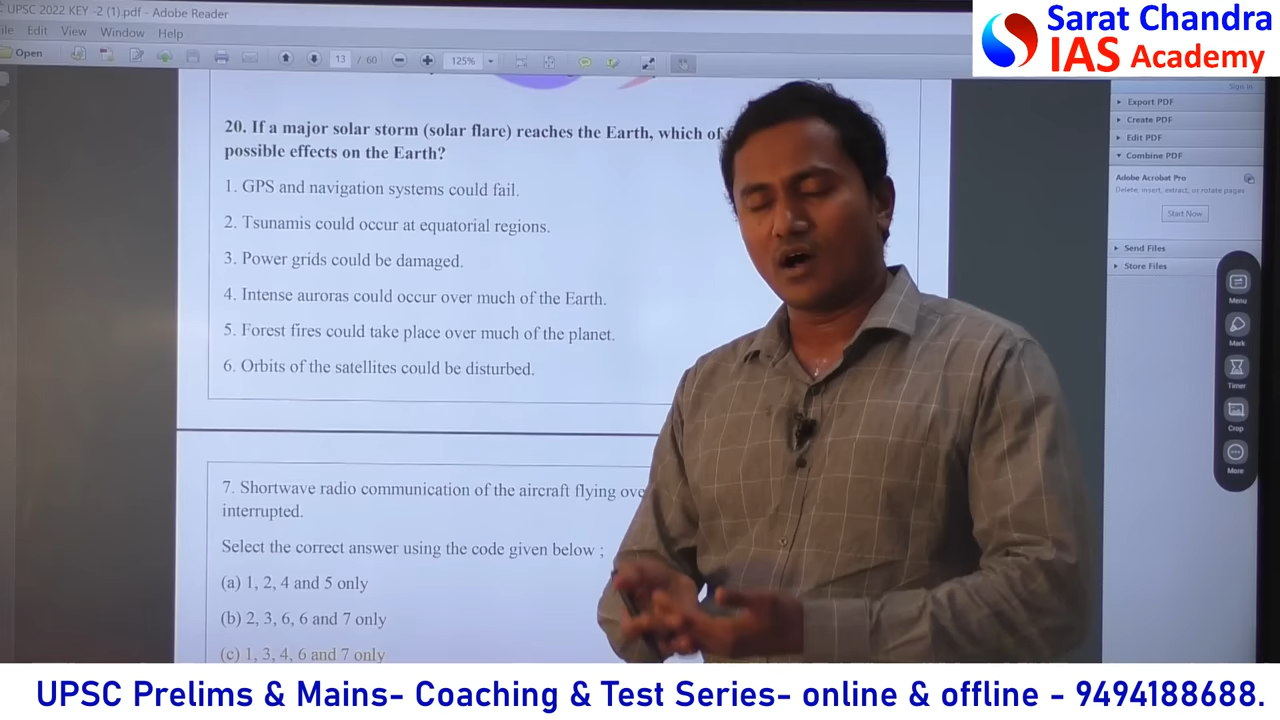 UPSC 2022 KEY -2 (1).pdf - Adobe Reader
Edit View Window Help
Open
13 / 60
125%
Sarat Chandra
IAS Academy
Sign In
Export PDF
Create PDF
Edit PDF
Combine PDF
Adobe Acrobat Pro
Delete, insert, extract, or rotate pages
Start Now
Send Files
Store Files
Menu
Mark
Timer
Crop
More
20. If a major solar storm (solar flare) reaches the Earth, which of
possible effects on the Earth?
1. GPS and navigation systems could fail.
2. Tsunamis could occur at equatorial regions.
3. Power grids could be damaged.
4. Intense auroras could occur over much of the Earth.
5. Forest fires could take place over much of the planet.
6. Orbits of the satellites could be disturbed.
7. Shortwave radio communication of the aircraft flying
interrupted.
Select the correct answer using the code given below ;
(a) 1, 2, 4 and 5 only
(b) 2, 3, 6, 6 and 7 only
(c) 1, 3, 4, 6 and 7 only
UPSC Prelims & Mains- Coaching & Test Series- online & offline - 9494188688.